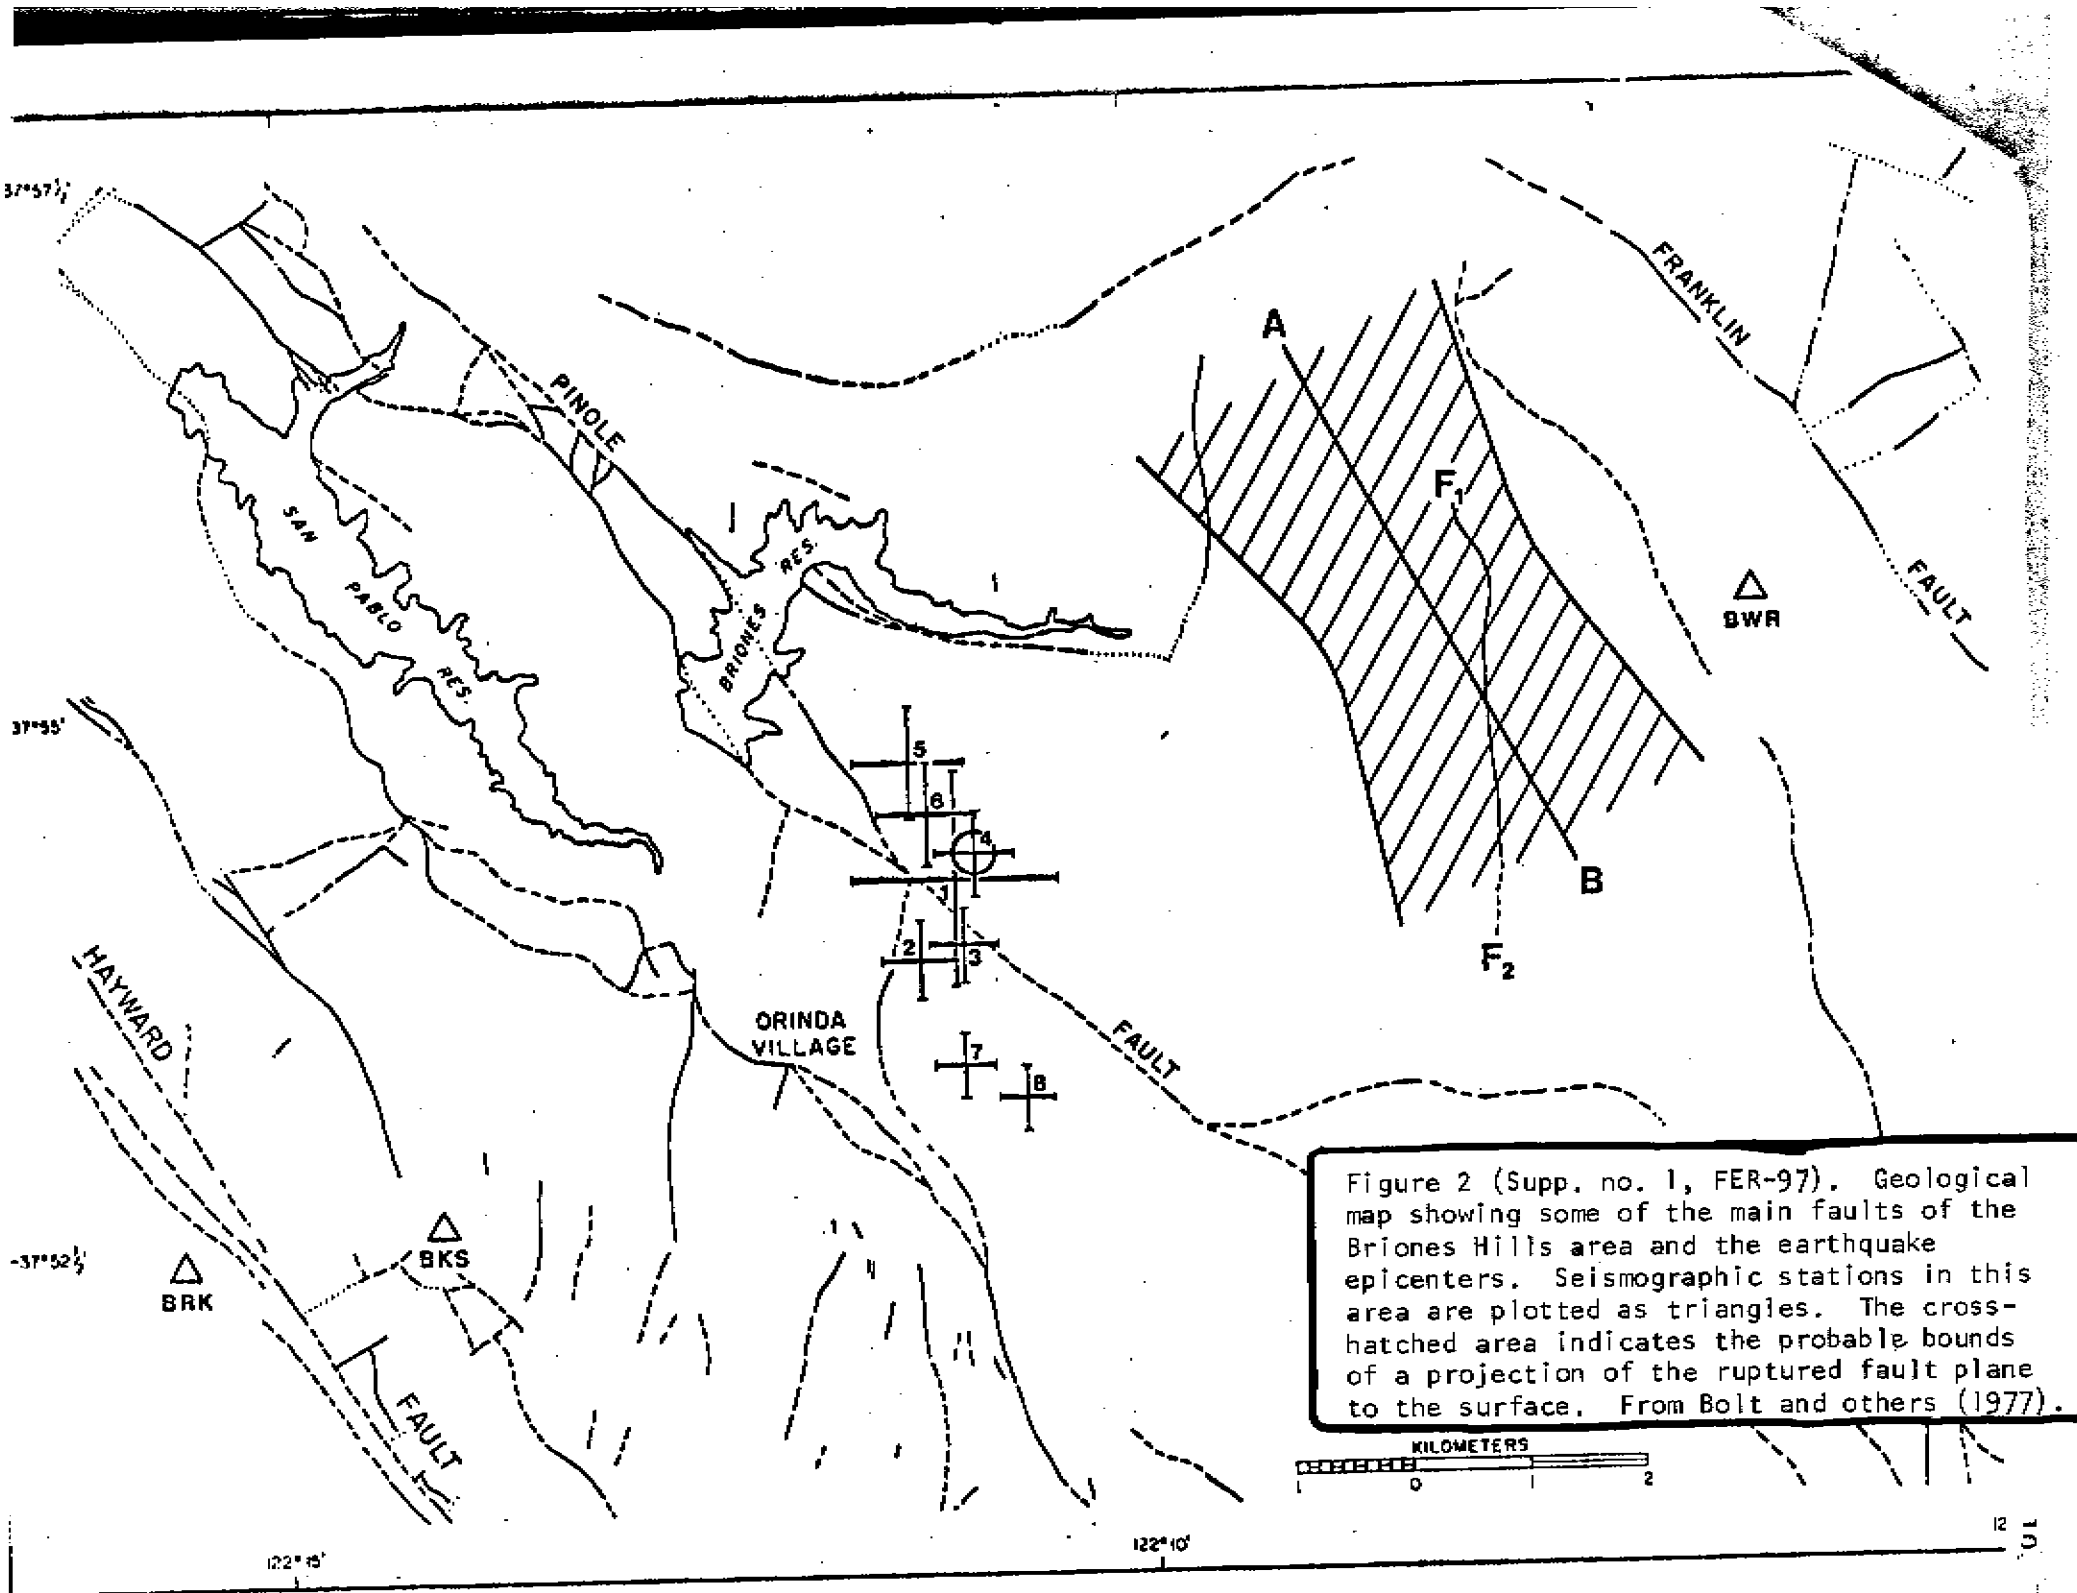 37°57½'
FRANKLIN
FAULT
A
PINOLE
F₁
SAN
PABLO
RES.
BRIONES
RES.
BWR
37°55'
5
6
4
1
B
2
3
F₂
HAYWARD
ORINDA
VILLAGE
FAULT
7
8
-37°52½'
BKS
BRK
FAULT
Figure 2 (Supp. no. 1, FER-97). Geological
map showing some of the main faults of the
Briones Hills area and the earthquake
epicenters. Seismographic stations in this
area are plotted as triangles. The cross-
hatched area indicates the probable bounds
of a projection of the ruptured fault plane
to the surface. From Bolt and others (1977).
KILOMETERS
1 0 1 2
122°15'
122°10'
12